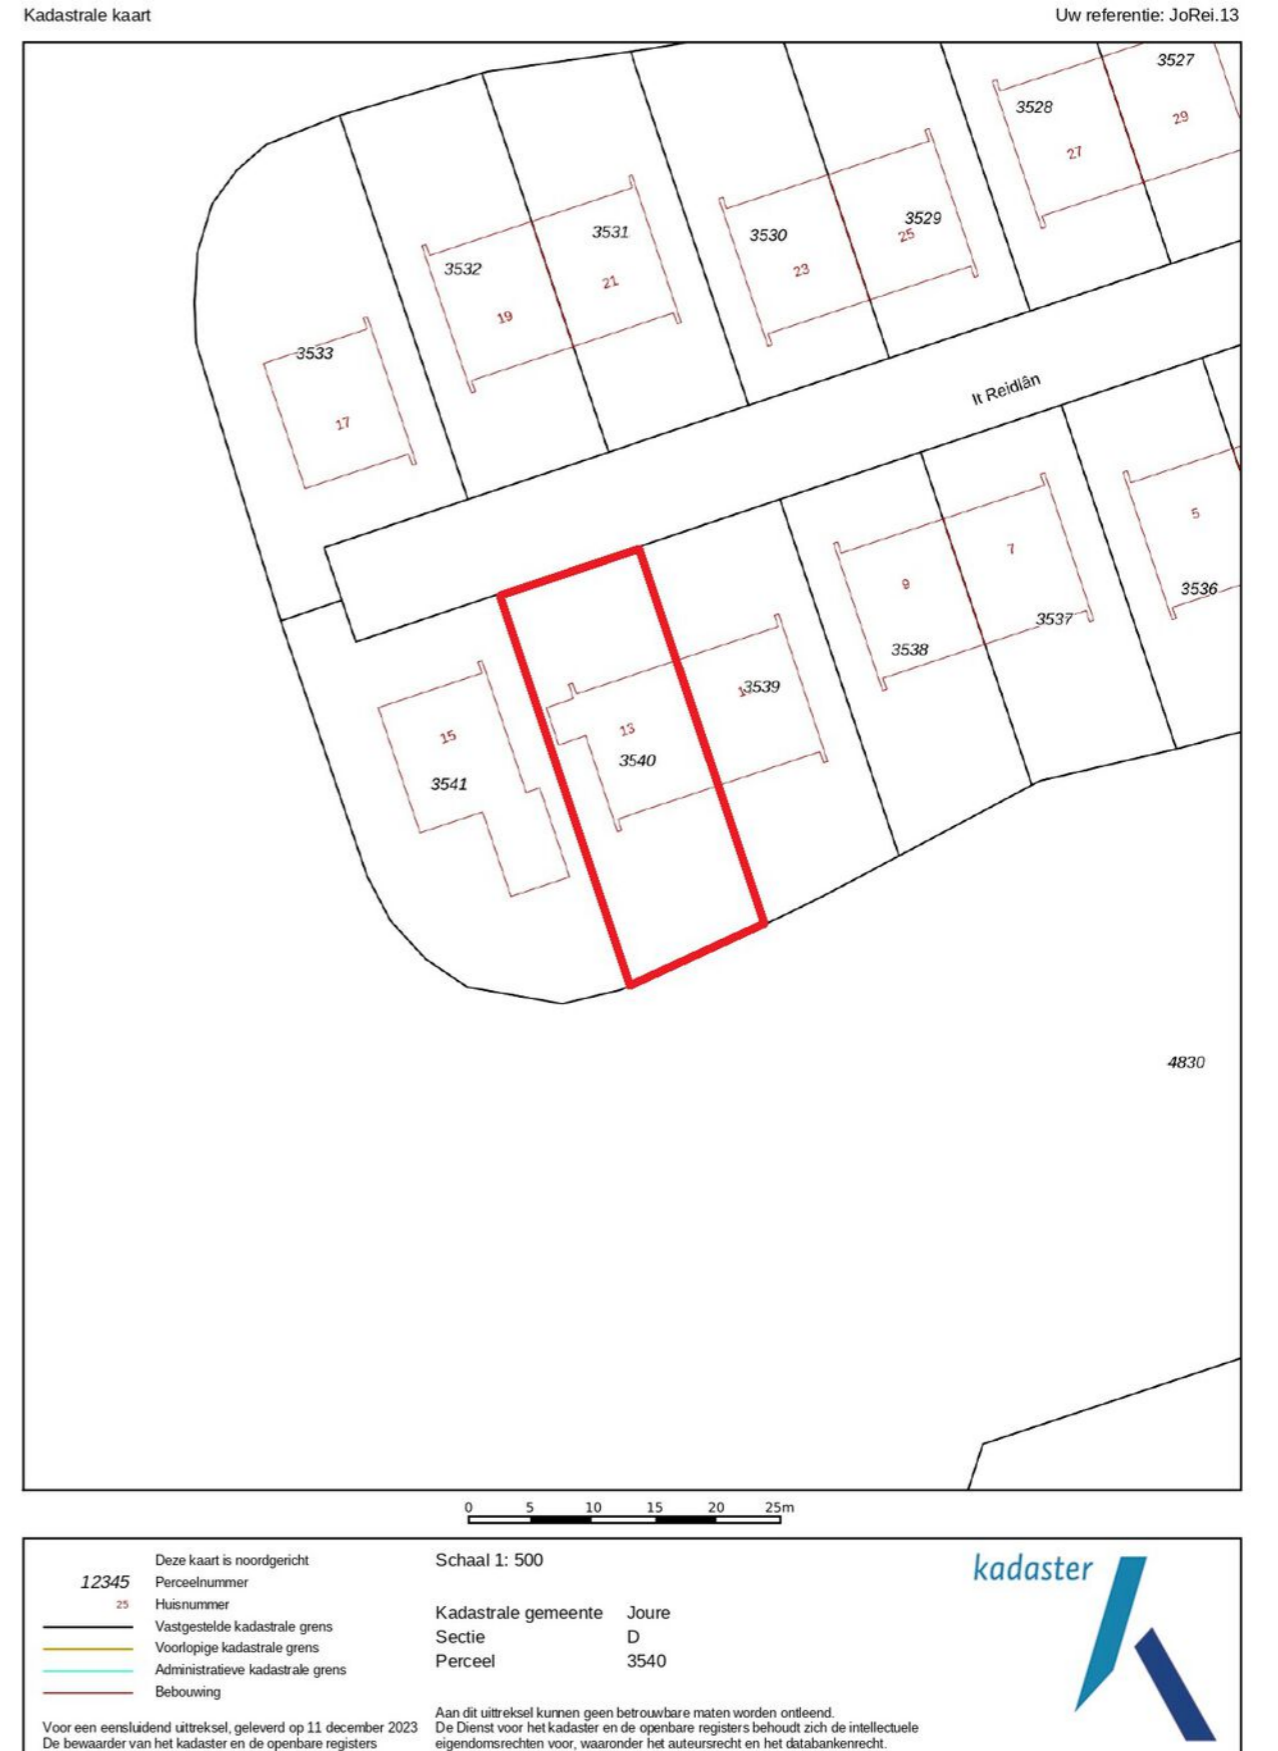 Kadastrale kaart
Uw referentie: JoRei.13
3527
3528
29
27
3529
3531
3530
25
3532
23
21
19
3533
17
It Reidlân
5
7
9
3536
3537
3538
3539
13
15
3540
3541
4830
0 5 10 15 20 25m
Deze kaart is noordgericht
12345 Perceelnummer
25 Huisnummer
Vastgestelde kadastrale grens
Voorlopige kadastrale grens
Administratieve kadastrale grens
Bebouwing
Voor een eensluidend uittreksel, geleverd op 11 december 2023
De bewaarder van het kadaster en de openbare registers
Schaal 1: 500
Kadastrale gemeente Joure
Sectie D
Perceel 3540
Aan dit uittreksel kunnen geen betrouwbare maten worden ontleend.
De Dienst voor het kadaster en de openbare registers behoudt zich de intellectuele
eigendomsrechten voor, waaronder het auteursrecht en het databankenrecht.
kadaster